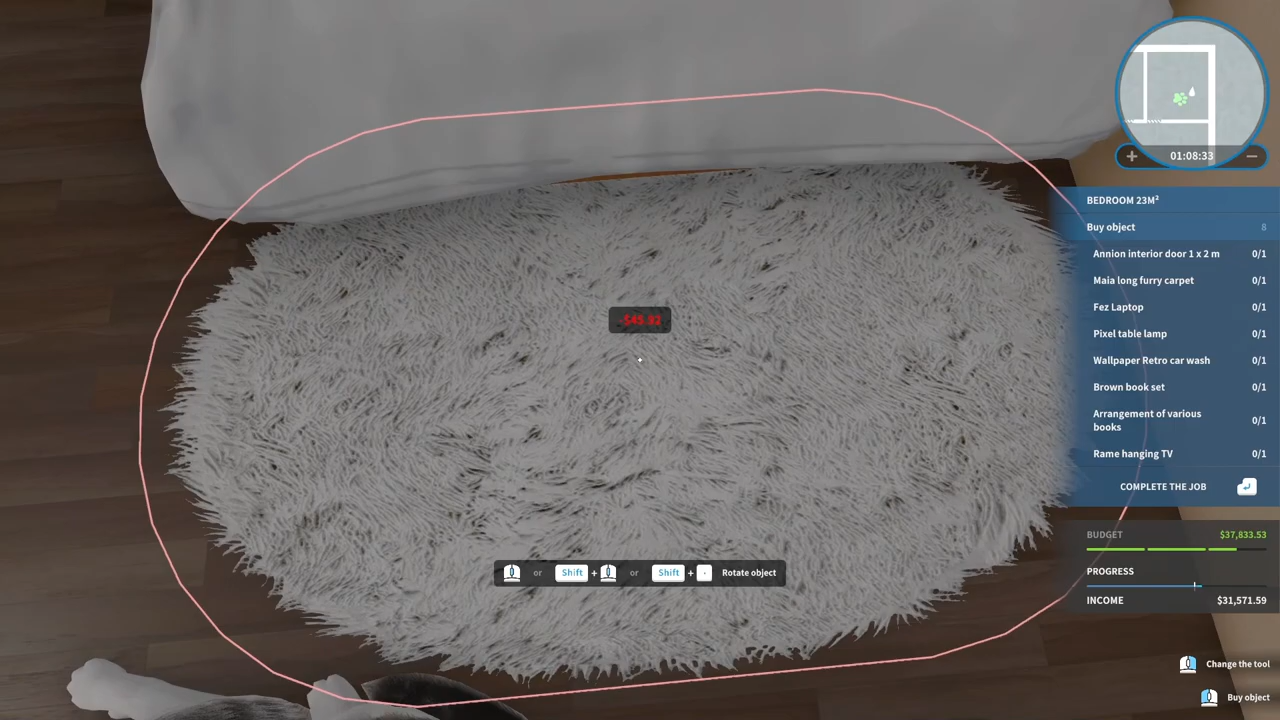 01:08:33
BEDROOM 23M²
Buy object 8
Annion interior door 1 x 2 m 0/1
Maia long furry carpet 0/1
Fez Laptop 0/1
-$45.92
Pixel table lamp 0/1
Wallpaper Retro car wash 0/1
Brown book set 0/1
Arrangement of various
books 0/1
Rame hanging TV 0/1
COMPLETE THE JOB
BUDGET $37,833.53
or Shift + or Shift + . Rotate object
PROGRESS
INCOME $31,571.59
Change the tool
Buy object